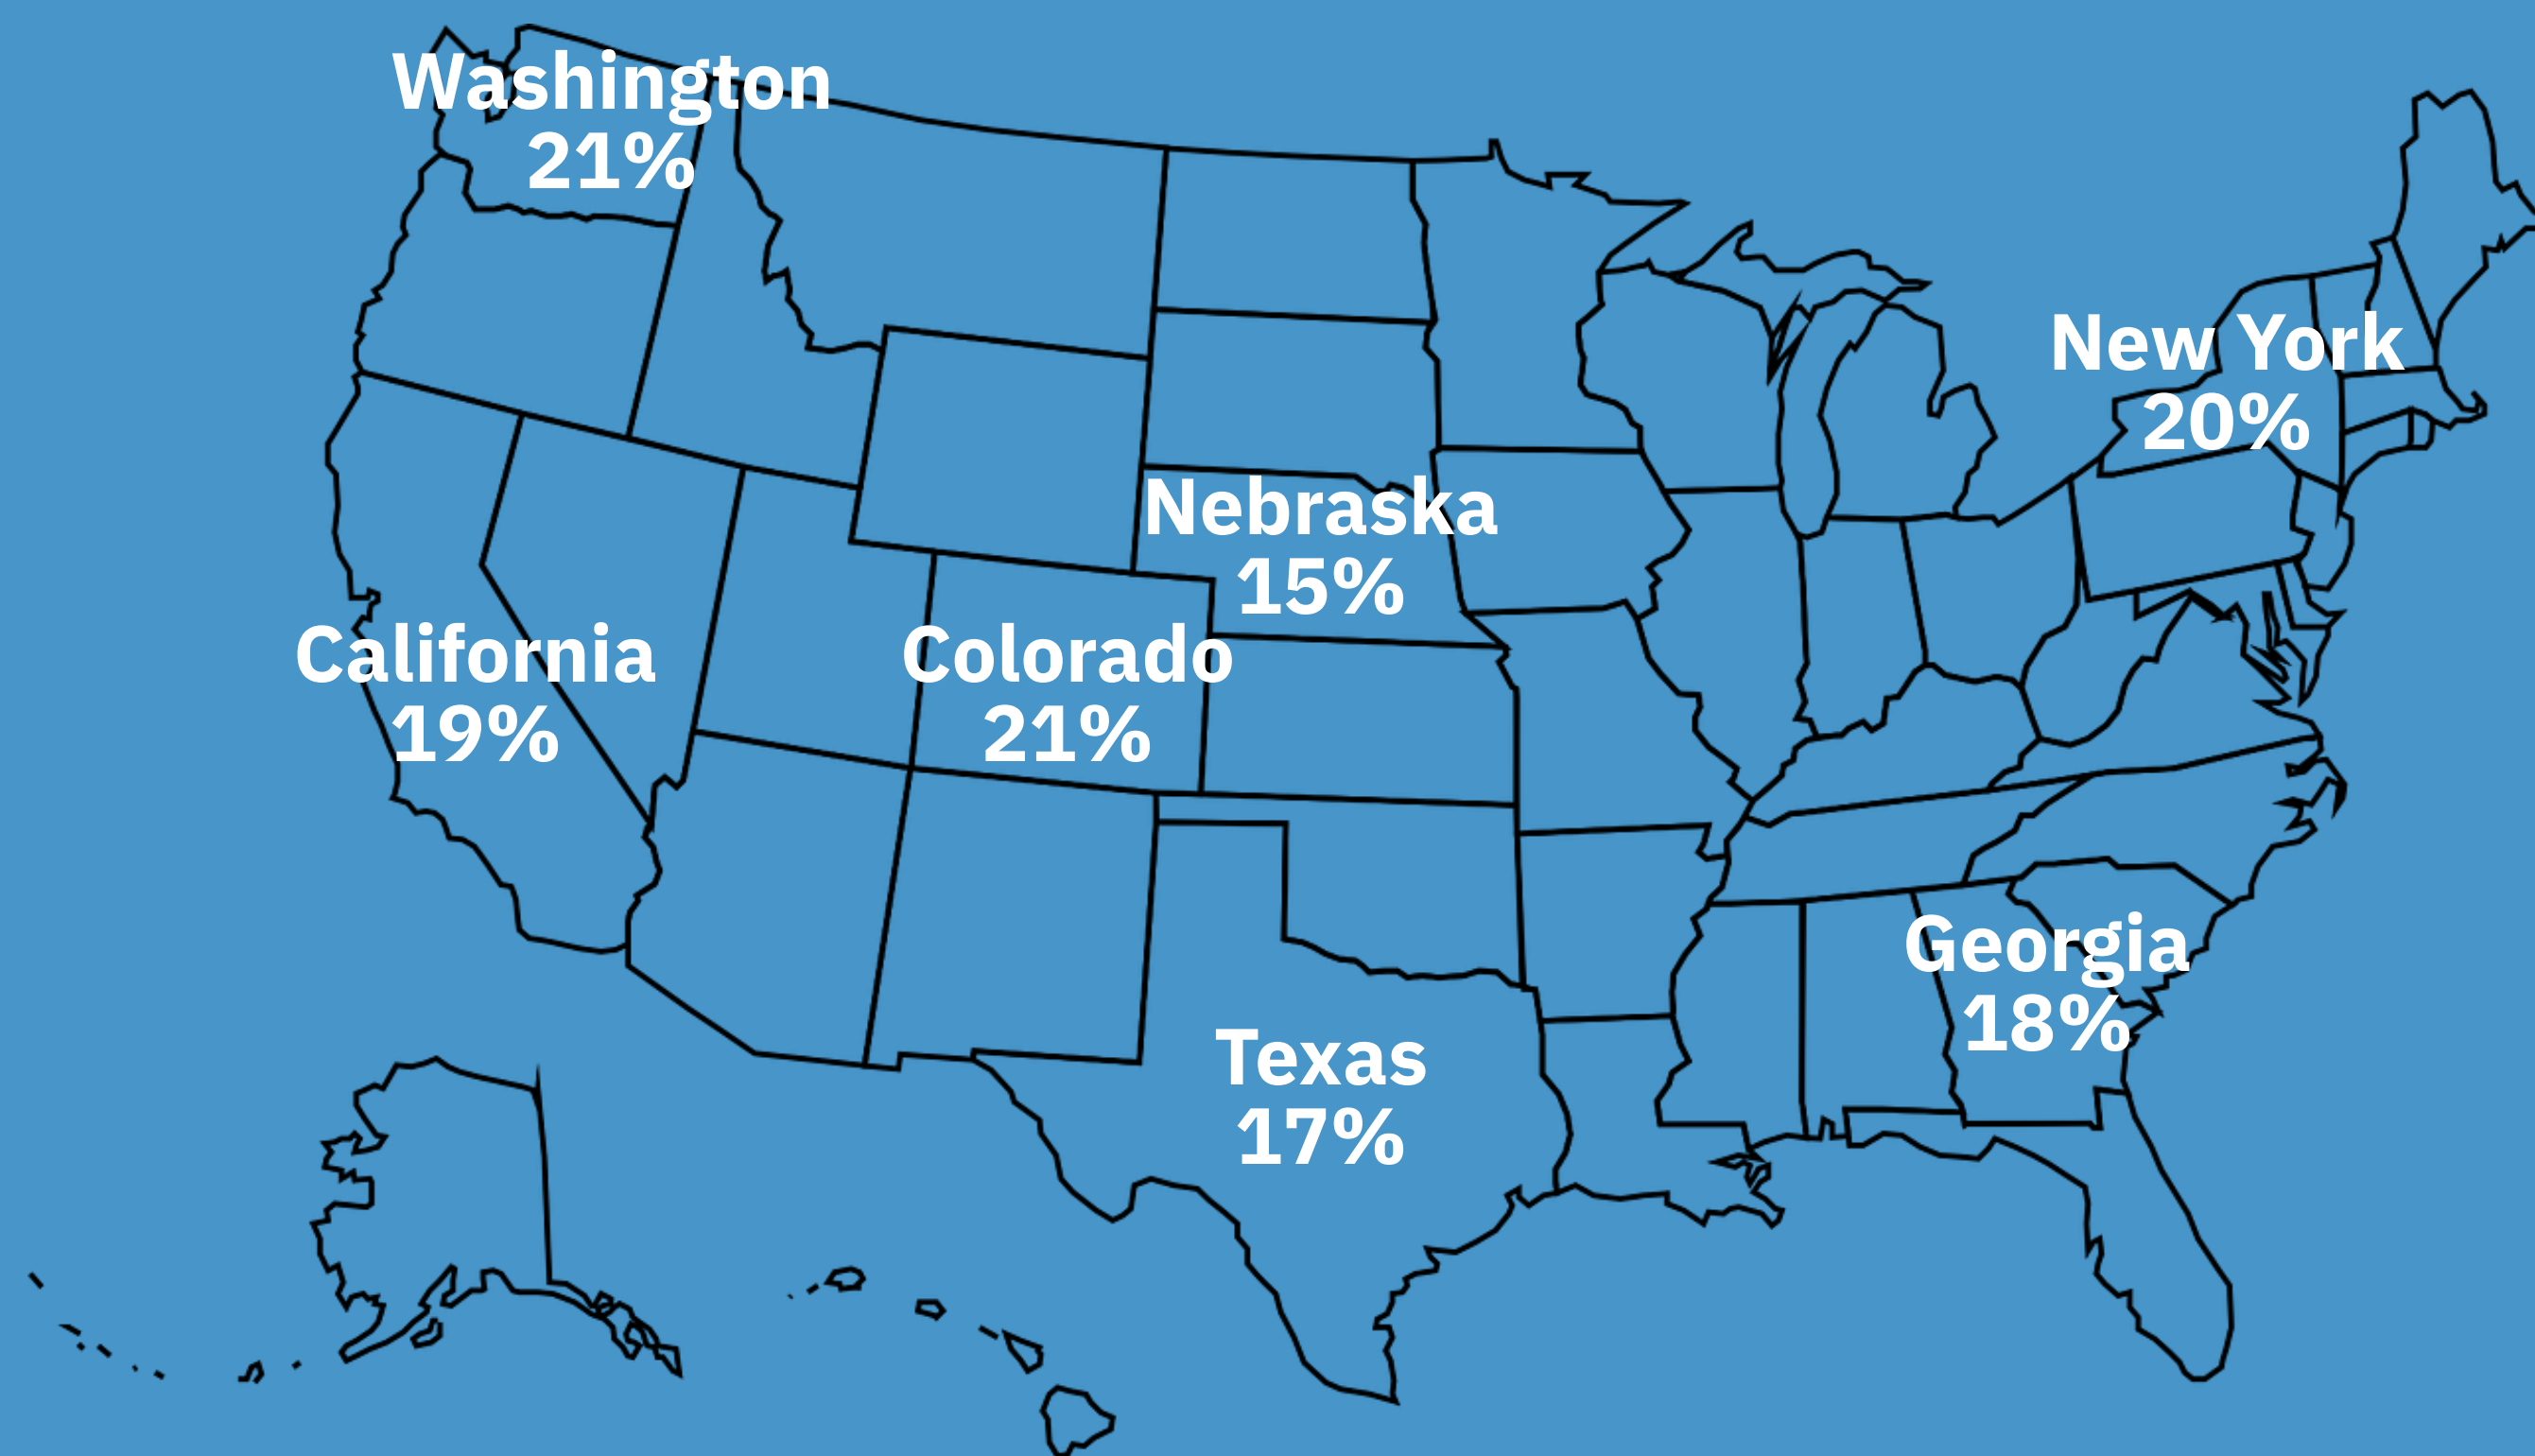 Washington
21%
New York
20%
Nebraska
15%
California
19%
Colorado
21%
Georgia
18%
Texas
17%